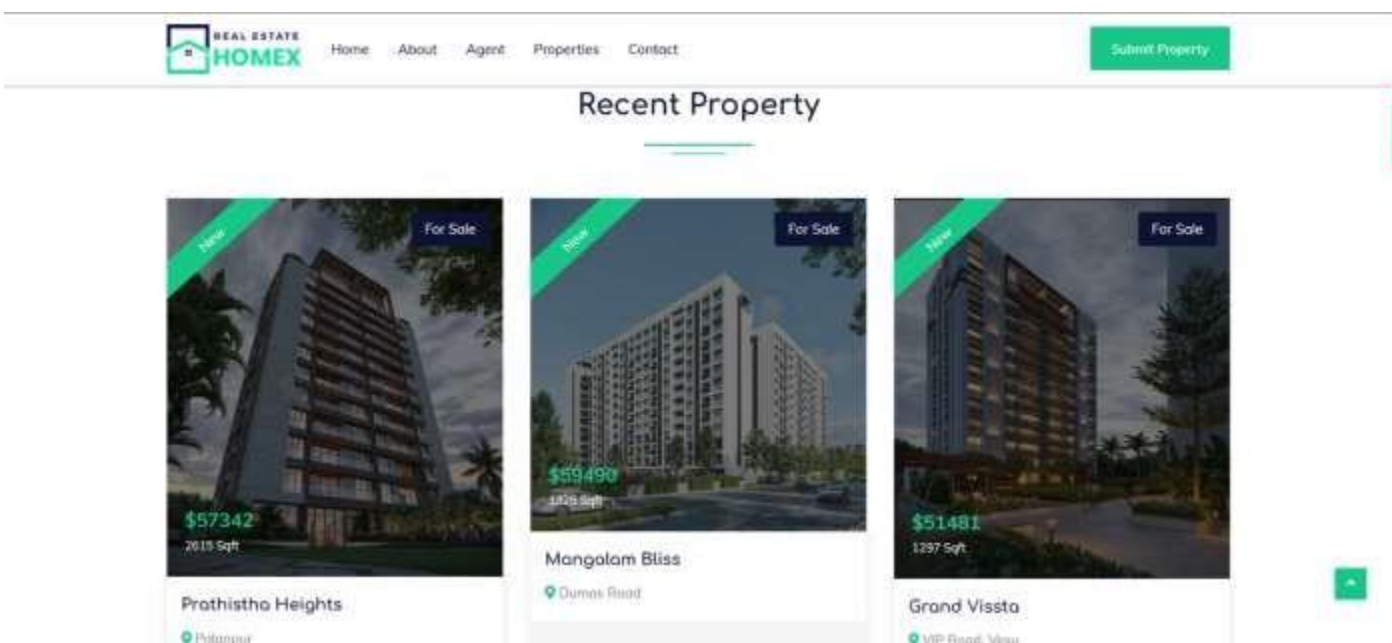 REAL ESTATE
HOMEX
Home About Agent Properties Contact
Submit Property
Recent Property
New
For Sale
$57342
2615 Sqft
Prathistha Heights
New
For Sale
$59490
Sqft
Mangalam Bliss
Dumas Road
New
For Sale
$51481
1297 Sqft
Grand Vissta
VIP Road,